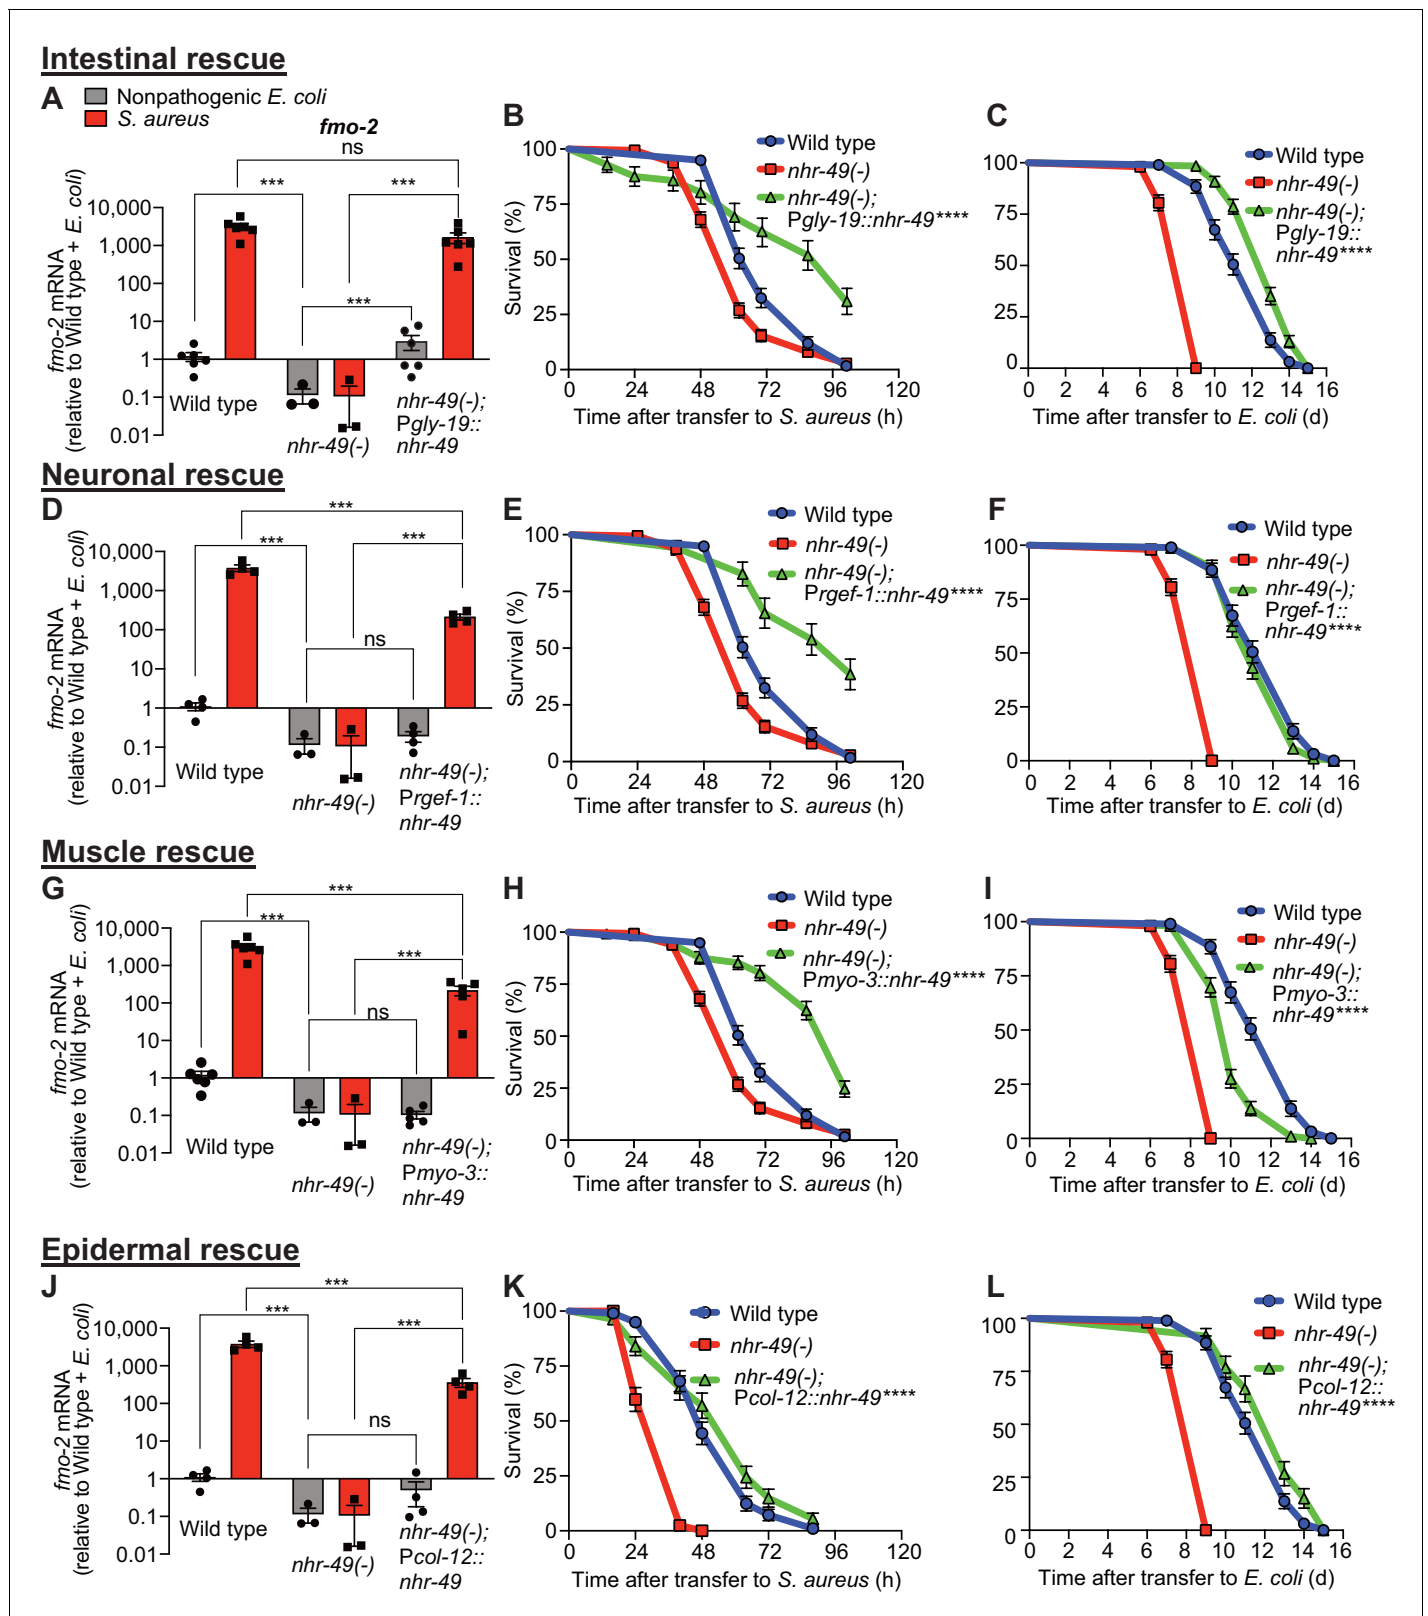 Intestinal rescue
A
Nonpathogenic E. coli
S. aureus
fmo-2
ns
***
***
***
fmo-2 mRNA
(relative to Wild type + E. coli)
10,000
1,000
100
10
1
0.1
0.01
Wild type
nhr-49(-)
nhr-49(-);
Pgly-19::
nhr-49
B
Wild type
nhr-49(-)
nhr-49(-);
Pgly-19::nhr-49****
Survival (%)
100
75
50
25
0
0 24 48 72 96 120
Time after transfer to S. aureus (h)
C
Wild type
nhr-49(-)
nhr-49(-);
Pgly-19::
nhr-49****
100
75
50
25
0
0 2 4 6 8 10 12 14 16
Time after transfer to E. coli (d)
Neuronal rescue
D
***
***
***
ns
fmo-2 mRNA
(relative to Wild type + E. coli)
10,000
1,000
100
10
1
0.1
0.01
Wild type
nhr-49(-)
nhr-49(-);
Prgef-1::
nhr-49
E
Wild type
nhr-49(-)
nhr-49(-);
Prgef-1::nhr-49****
Survival (%)
100
75
50
25
0
0 24 48 72 96 120
Time after transfer to S. aureus (h)
F
Wild type
nhr-49(-)
nhr-49(-);
Prgef-1::
nhr-49****
100
75
50
25
0
0 2 4 6 8 10 12 14 16
Time after transfer to E. coli (d)
Muscle rescue
G
***
***
***
ns
fmo-2 mRNA
(relative to Wild type + E. coli)
10,000
1,000
100
10
1
0.1
0.01
Wild type
nhr-49(-)
nhr-49(-);
Pmyo-3::
nhr-49
H
Wild type
nhr-49(-)
nhr-49(-);
Pmyo-3::nhr-49****
Survival (%)
100
75
50
25
0
0 24 48 72 96 120
Time after transfer to S. aureus (h)
I
Wild type
nhr-49(-)
nhr-49(-);
Pmyo-3::
nhr-49****
100
75
50
25
0
0 2 4 6 8 10 12 14 16
Time after transfer to E. coli (d)
Epidermal rescue
J
***
***
***
ns
fmo-2 mRNA
(relative to Wild type + E. coli)
10,000
1,000
100
10
1
0.1
0.01
Wild type
nhr-49(-)
nhr-49(-);
Pcol-12::
nhr-49
K
Wild type
nhr-49(-)
nhr-49(-);
Pcol-12::nhr-49****
Survival (%)
100
75
50
25
0
0 24 48 72 96 120
Time after transfer to S. aureus (h)
L
Wild type
nhr-49(-)
nhr-49(-);
Pcol-12::
nhr-49****
100
75
50
25
0
0 2 4 6 8 10 12 14 16
Time after transfer to E. coli (d)